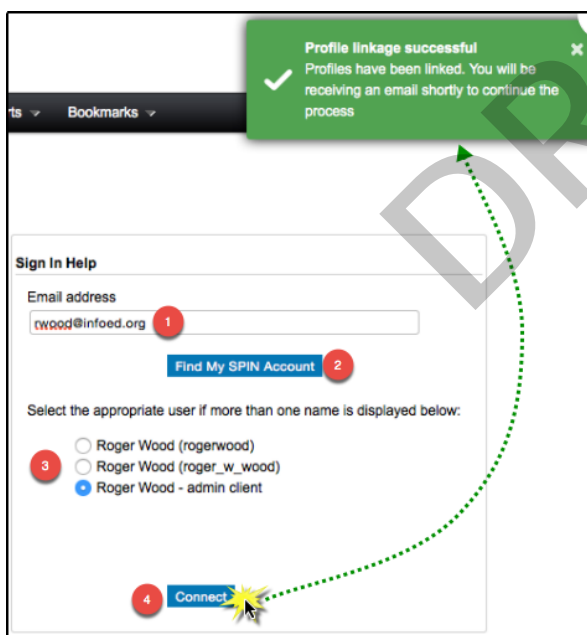 Profile linkage successful
Profiles have been linked. You will be
receiving an email shortly to continue the
process
Bookmarks
Sign In Help
Email address
rwood@infoed.org 1
Find My SPIN Account 2
Select the appropriate user if more than one name is displayed below:
Roger Wood (rogerwood)
3 Roger Wood (roger_w_wood)
Roger Wood - admin client
4 Connect